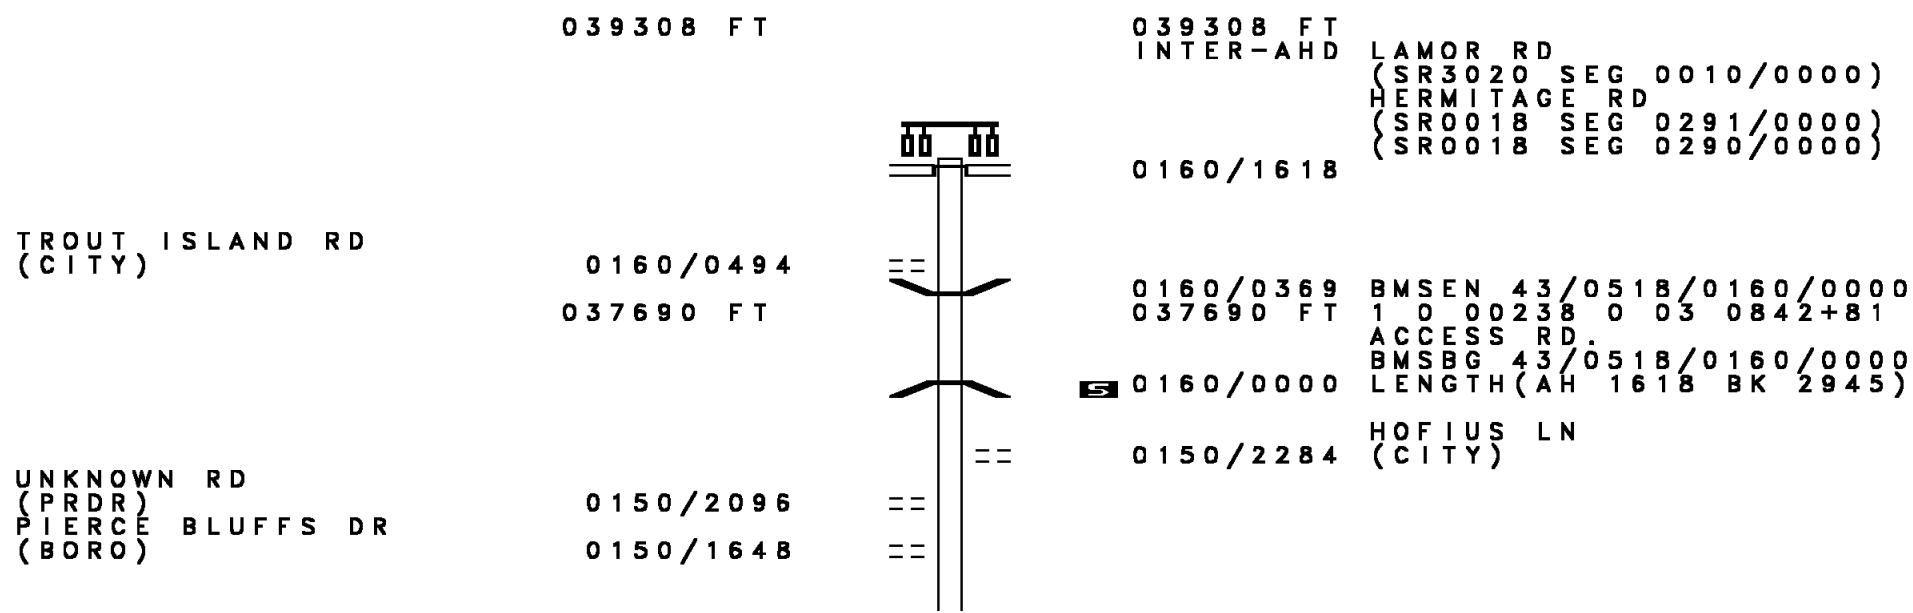 039308 FT 039308 FT
INTER-AHD LAMOR RD
(SR3020 SEG 0010/0000)
HERMITAGE RD
(SR0018 SEG 0291/0000)
(SR0018 SEG 0290/0000)
0160/1618
TROUT ISLAND RD
(CITY) 0160/0494
0160/0369 BMSEN 43/0518/0160/0000
037690 FT 037690 FT 1 0 00238 0 03 0842+81
ACCESS RD.
BMSBG 43/0518/0160/0000
S 0160/0000 LENGTH(AH 1618 BK 2945)
HOFIUS LN
0150/2284 (CITY)
UNKNOWN RD
(PRDR) 0150/2096
PIERCE BLUFFS DR
(BORO) 0150/1648